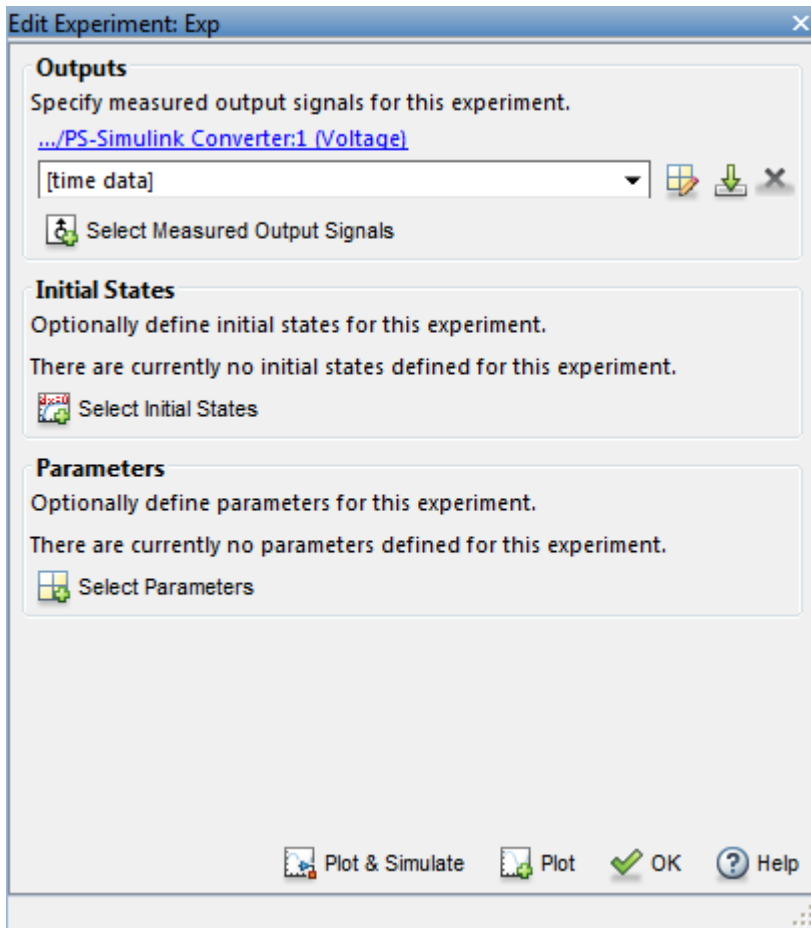 Edit Experiment: Exp
Outputs
Specify measured output signals for this experiment.
.../PS-Simulink Converter:1 (Voltage)
[time data]
Select Measured Output Signals
Initial States
Optionally define initial states for this experiment.
There are currently no initial states defined for this experiment.
Select Initial States
Parameters
Optionally define parameters for this experiment.
There are currently no parameters defined for this experiment.
Select Parameters
Plot & Simulate Plot OK Help